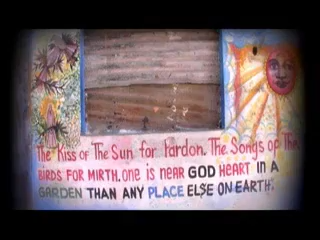 The Kiss of The Sun for Pardon. The Songs of The
BIRDS FOR MIRTH. ONE is NEAR GOD HEART IN A
GARDEN THAN ANY PLACE ELSE ON EARTH.